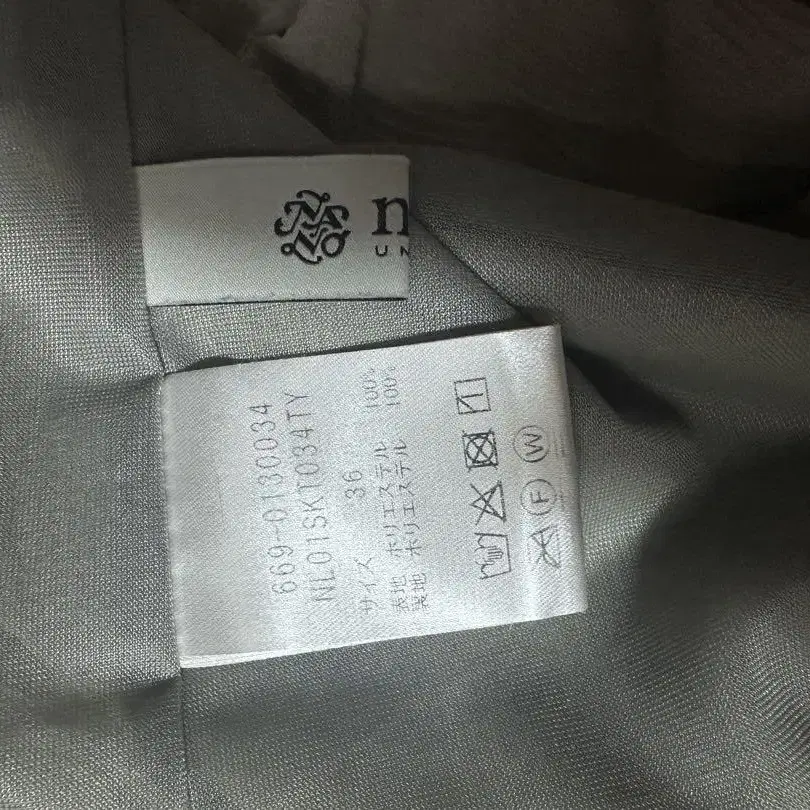 n
UN
669-0130034
NL01SKT034TY
サイズ 36
表地 ポリエステル 100%
裏地 ポリエステル 100%
F W